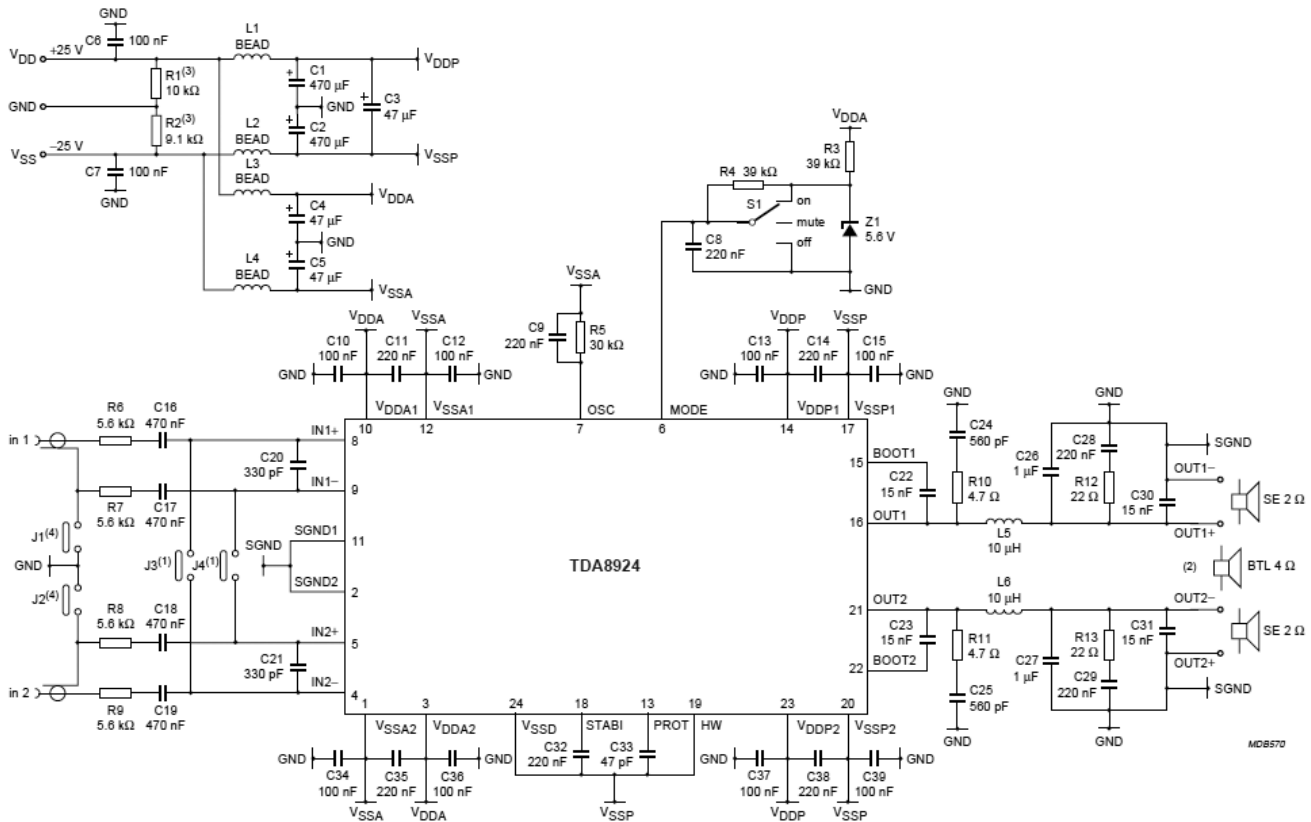 GND
C6 100 nF
VDD +25 V
L1
BEAD
VDDP
R1(3)
10 kΩ
C1
470 µF
GND
GND
C3
47 µF
R2(3)
9.1 kΩ
L2
BEAD
C2
470 µF
VSS −25 V
VSSP
C7 100 nF
GND
L3
BEAD
VDDA
C4
47 µF
GND
L4
BEAD
C5
47 µF
VSSA
VDDA
R3
39 kΩ
R4 39 kΩ
S1
on
mute
off
C8
220 nF
Z1
5.6 V
GND
VSSA
C9
220 nF
R5
30 kΩ
VDDA
VSSA
C10
100 nF
C11
220 nF
C12
100 nF
GND
GND
VDDP
VSSP
C13
100 nF
C14
220 nF
C15
100 nF
GND
GND
VDDA1
VSSA1
OSC
MODE
VDDP1
VSSP1
10
12
7
6
14
17
R6
5.6 kΩ
C16
470 nF
in 1
IN1+
8
C20
330 pF
IN1−
9
R7
5.6 kΩ
C17
470 nF
J1(4)
GND
J2(4)
J3(1)
J4(1)
SGND
SGND1
11
SGND2
2
TDA8924
R8
5.6 kΩ
C18
470 nF
IN2+
5
C21
330 pF
IN2−
4
in 2
R9
5.6 kΩ
C19
470 nF
15
BOOT1
C22
15 nF
16
OUT1
GND
C24
560 pF
R10
4.7 Ω
L5
10 µH
GND
C26
1 µF
C28
220 nF
R12
22 Ω
C30
15 nF
SGND
OUT1−
SE 2 Ω
OUT1+
(2)
BTL 4 Ω
L6
10 µH
21
OUT2
C23
15 nF
22
BOOT2
R11
4.7 Ω
C25
560 pF
GND
C27
1 µF
R13
22 Ω
C29
220 nF
GND
C31
15 nF
OUT2−
SE 2 Ω
OUT2+
SGND
1
3
24
18
13
19
23
20
VSSA2
VDDA2
VSSD
STABI
PROT
HW
VDDP2
VSSP2
GND
C34
100 nF
C35
220 nF
C36
100 nF
GND
VSSA
VDDA
C32
220 nF
C33
47 pF
VSSP
GND
C37
100 nF
C38
220 nF
C39
100 nF
GND
VDDP
VSSP
MDB570